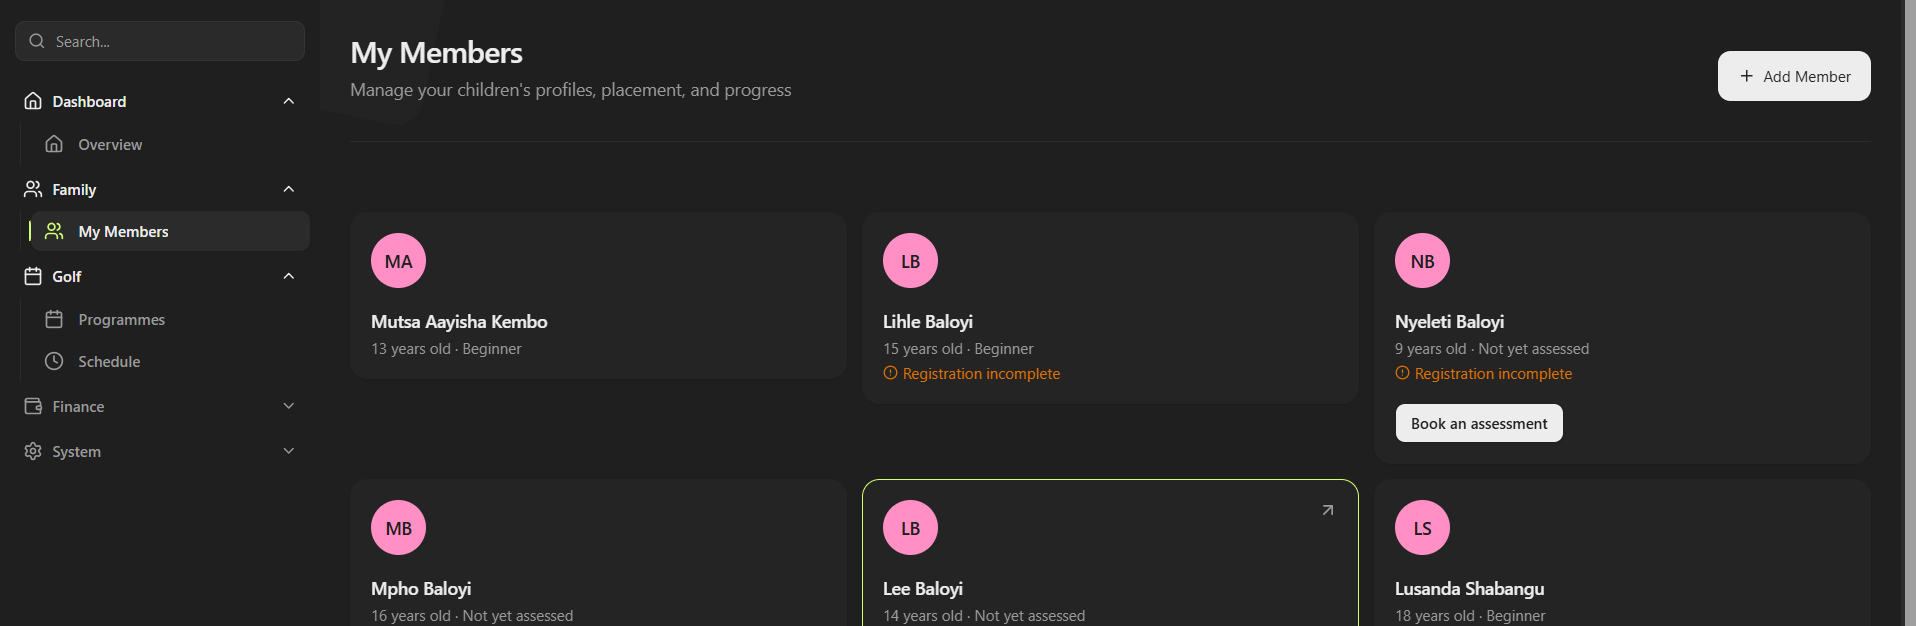 Search...
Dashboard
Overview
Family
My Members
Golf
Programmes
Schedule
Finance
System
My Members
Manage your children's profiles, placement, and progress
Add Member
MA
Mutsa Aayisha Kembo
13 years old · Beginner
LB
Lihle Baloyi
15 years old · Beginner
Registration incomplete
NB
Nyeleti Baloyi
9 years old · Not yet assessed
Registration incomplete
Book an assessment
MB
Mpho Baloyi
16 years old · Not yet assessed
LB
Lee Baloyi
14 years old · Not yet assessed
LS
Lusanda Shabangu
18 years old · Beginner